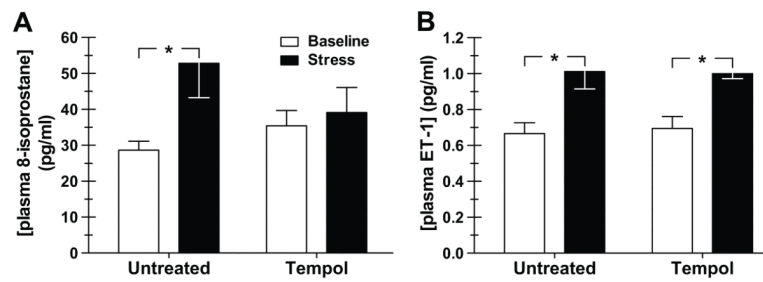 A
[plasma 8-isoprostane]
(pg/ml)
60
50
40
30
20
10
0
*
Baseline
Stress
Untreated
Tempol
B
[plasma ET-1] (pg/ml)
1.2
1.0
0.8
0.6
0.4
0.2
0.0
*
*
Untreated
Tempol